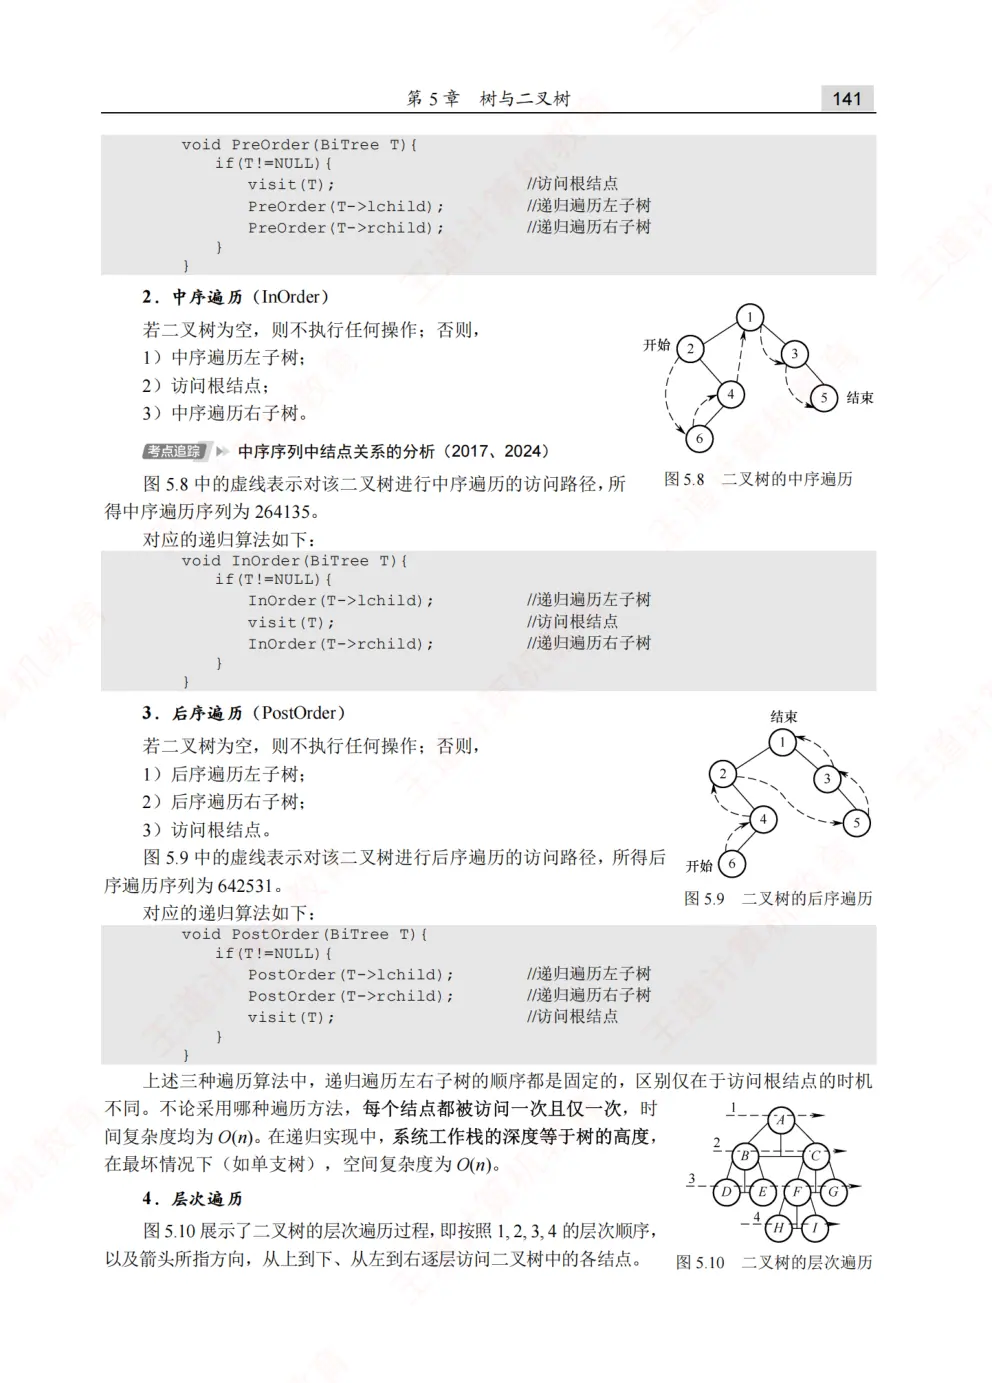 第 5 章 树与二叉树 141
void PreOrder(BiTree T){
if(T!=NULL){
visit(T); //访问根结点
PreOrder(T->lchild); //递归遍历左子树
PreOrder(T->rchild); //递归遍历右子树
}
}
2．中序遍历（InOrder）
若二叉树为空，则不执行任何操作；否则，
1）中序遍历左子树；
2）访问根结点；
3）中序遍历右子树。
开始
1
2
3
4
5
6
结束
图 5.8 二叉树的中序遍历
考点追踪 中序序列中结点关系的分析（2017、2024）
图 5.8 中的虚线表示对该二叉树进行中序遍历的访问路径，所
得中序遍历序列为 264135。
对应的递归算法如下：
void InOrder(BiTree T){
if(T!=NULL){
InOrder(T->lchild); //递归遍历左子树
visit(T); //访问根结点
InOrder(T->rchild); //递归遍历右子树
}
}
3．后序遍历（PostOrder）
若二叉树为空，则不执行任何操作；否则，
1）后序遍历左子树；
2）后序遍历右子树；
3）访问根结点。
结束
1
2
3
4
5
开始 6
图 5.9 二叉树的后序遍历
图 5.9 中的虚线表示对该二叉树进行后序遍历的访问路径，所得后
序遍历序列为 642531。
对应的递归算法如下：
void PostOrder(BiTree T){
if(T!=NULL){
PostOrder(T->lchild); //递归遍历左子树
PostOrder(T->rchild); //递归遍历右子树
visit(T); //访问根结点
}
}
上述三种遍历算法中，递归遍历左右子树的顺序都是固定的，区别仅在于访问根结点的时机
不同。不论采用哪种遍历方法，每个结点都被访问一次且仅一次，时
间复杂度均为 O(n)。在递归实现中，系统工作栈的深度等于树的高度，
在最坏情况下（如单支树），空间复杂度为 O(n)。
4．层次遍历
图 5.10 展示了二叉树的层次遍历过程，即按照 1, 2, 3, 4 的层次顺序，
以及箭头所指方向，从上到下、从左到右逐层访问二叉树中的各结点。
1 A
2 B C
3 D E F G
4 H I
图 5.10 二叉树的层次遍历
王道计算机教育